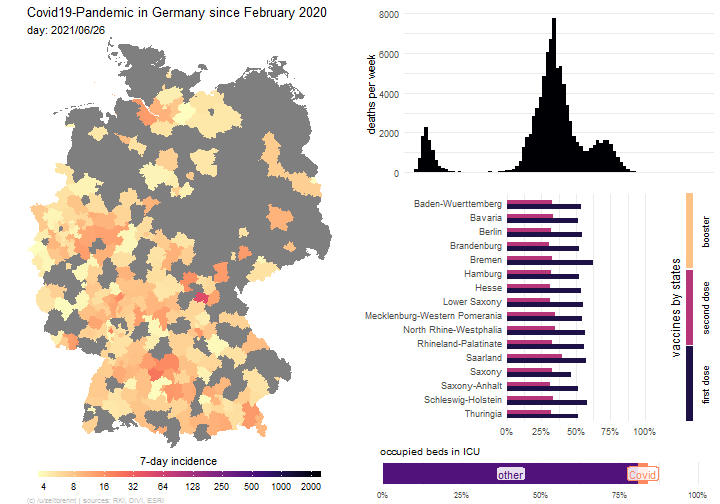 Covid19-Pandemic in Germany since February 2020
day: 2021/06/26
7-day incidence
4 8 16 32 64 125 250 500 1000 2000
(c) /u/zeitbrennt | sources: RKI, DIVI, ESRI
deaths per week
8000
6000
4000
2000
0
Baden-Wuerttemberg
Bavaria
Berlin
Brandenburg
Bremen
Hamburg
Hesse
Lower Saxony
Mecklenburg-Western Pomerania
North Rhine-Westphalia
Rhineland-Palatinate
Saarland
Saxony
Saxony-Anhalt
Schleswig-Holstein
Thuringia
0% 25% 50% 75% 100%
vaccines by states
booster
second dose
first dose
occupied beds in ICU
other Covid
0% 25% 50% 75% 100%